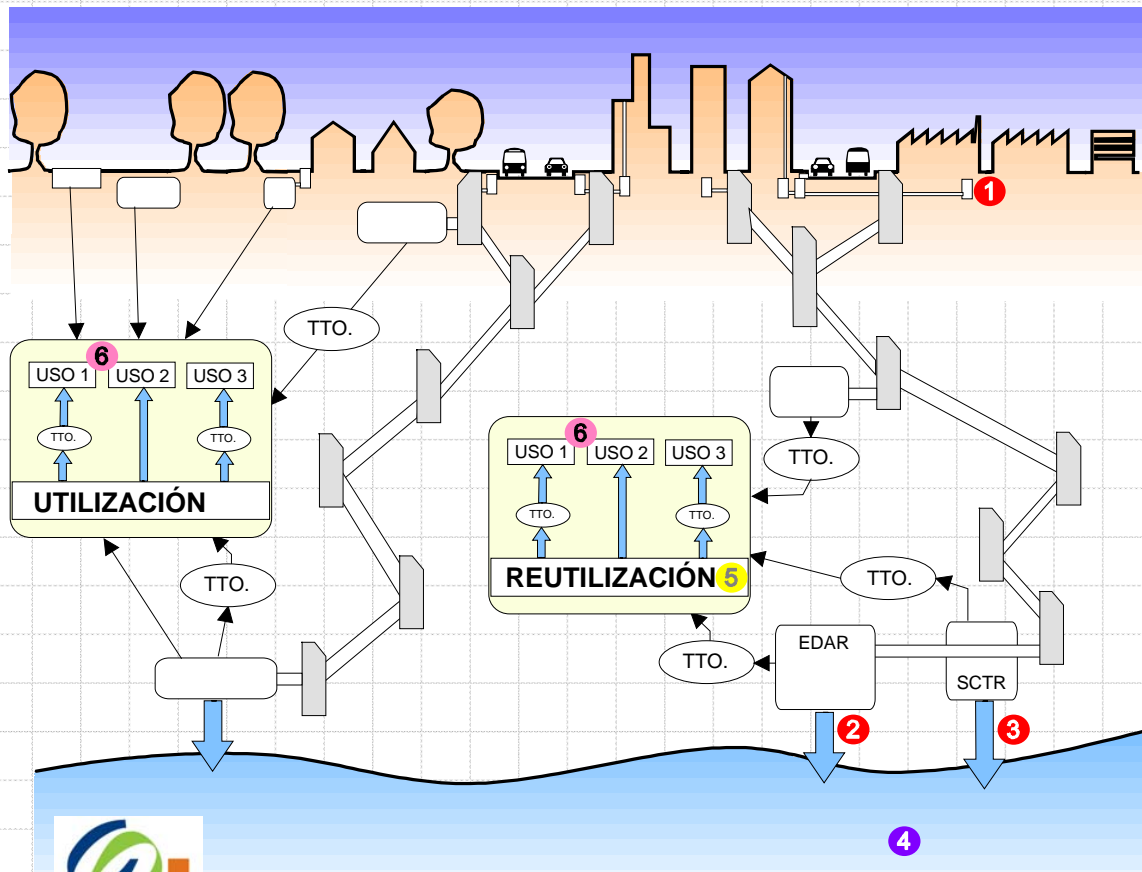 1
TTO.
6
USO 1 USO 2 USO 3
TTO. TTO.
UTILIZACIÓN
TTO.
6
USO 1 USO 2 USO 3
TTO. TTO.
REUTILIZACIÓN 5
TTO.
TTO.
TTO.
EDAR
SCTR
2
3
4